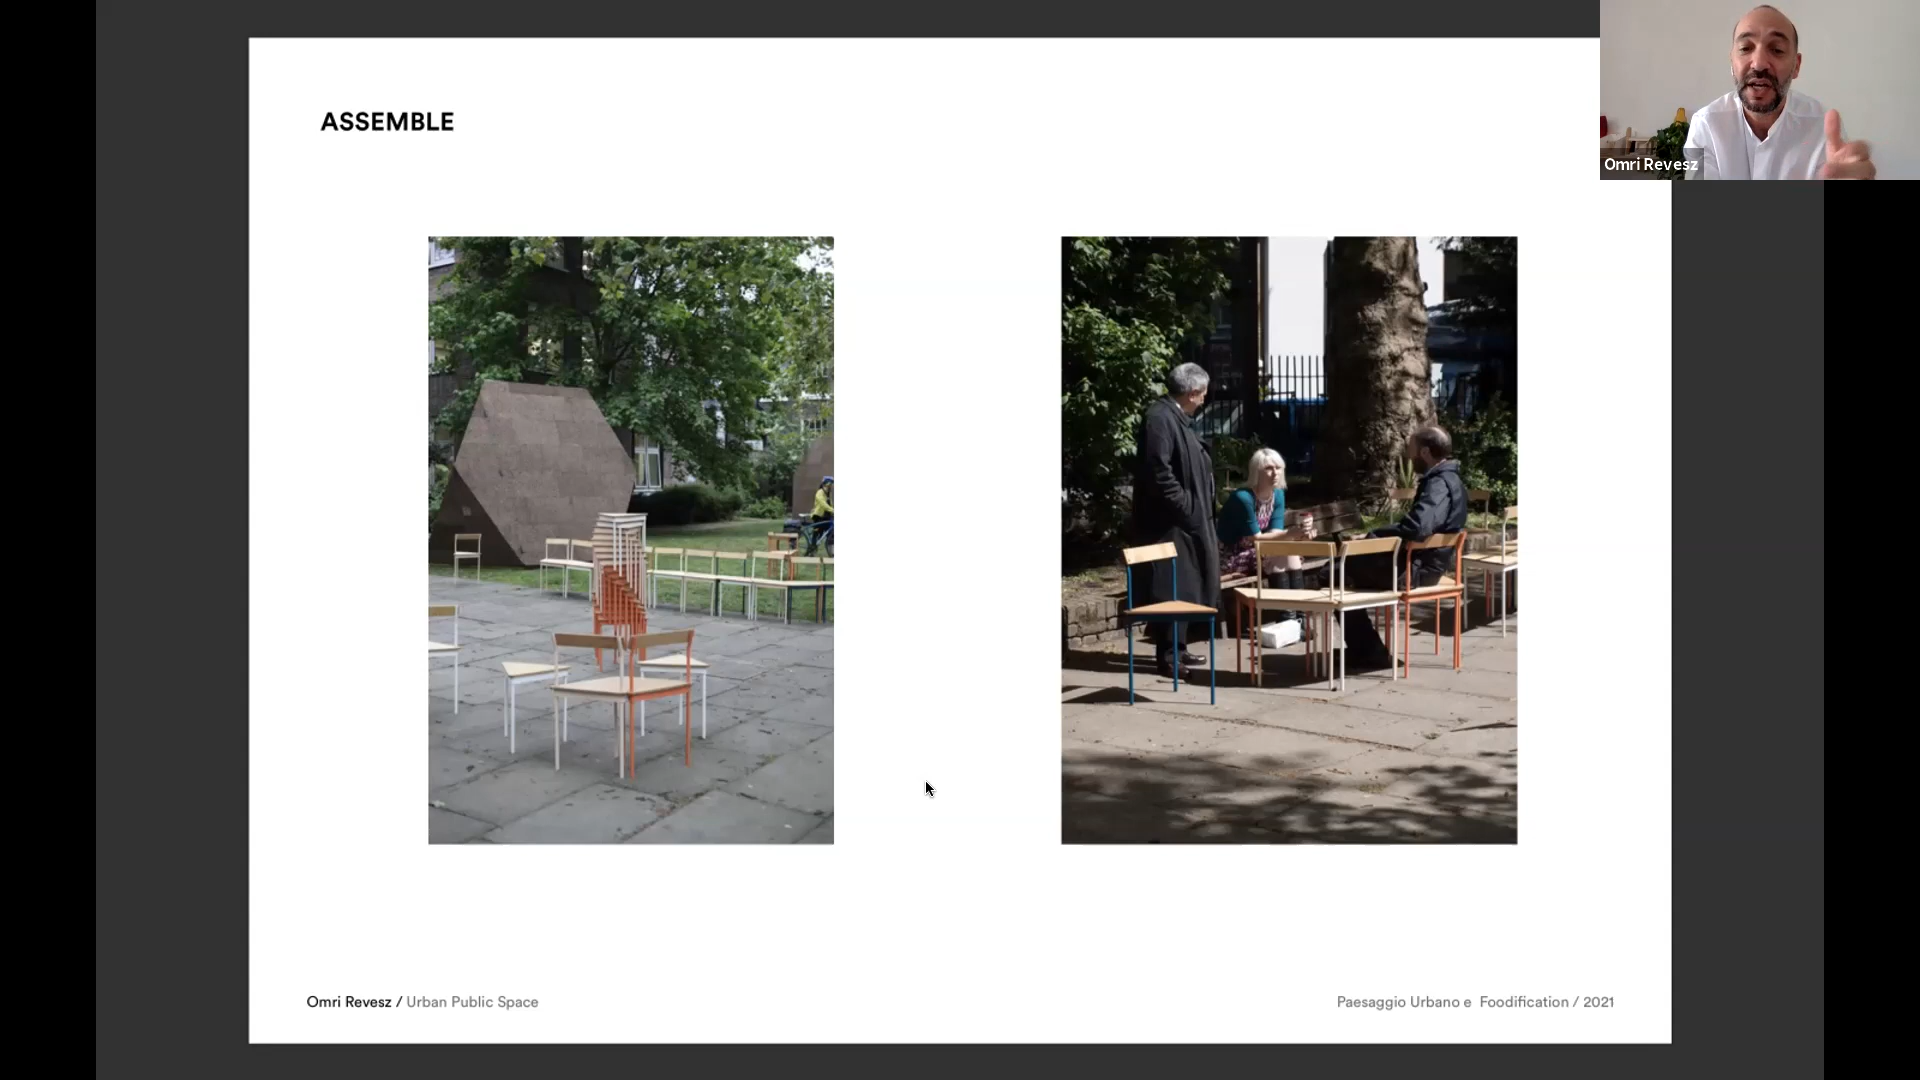 ASSEMBLE
Omri Revesz
Omri Revesz / Urban Public Space
Paesaggio Urbano e Foodification / 2021